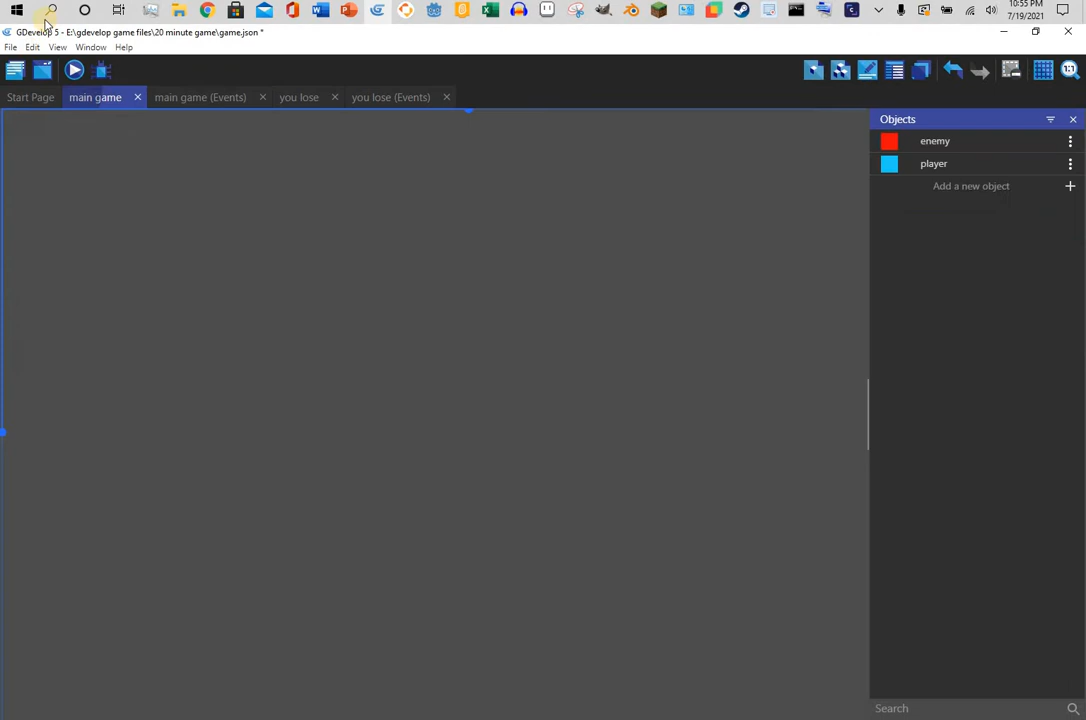 10:55 PM
7/19/2021
GDevelop 5 - E:\gdevelop game files\20 minute game\game.json *
File Edit View Window Help
1:1
Start Page main game main game (Events) you lose you lose (Events)
Objects
enemy
player
Add a new object
Search